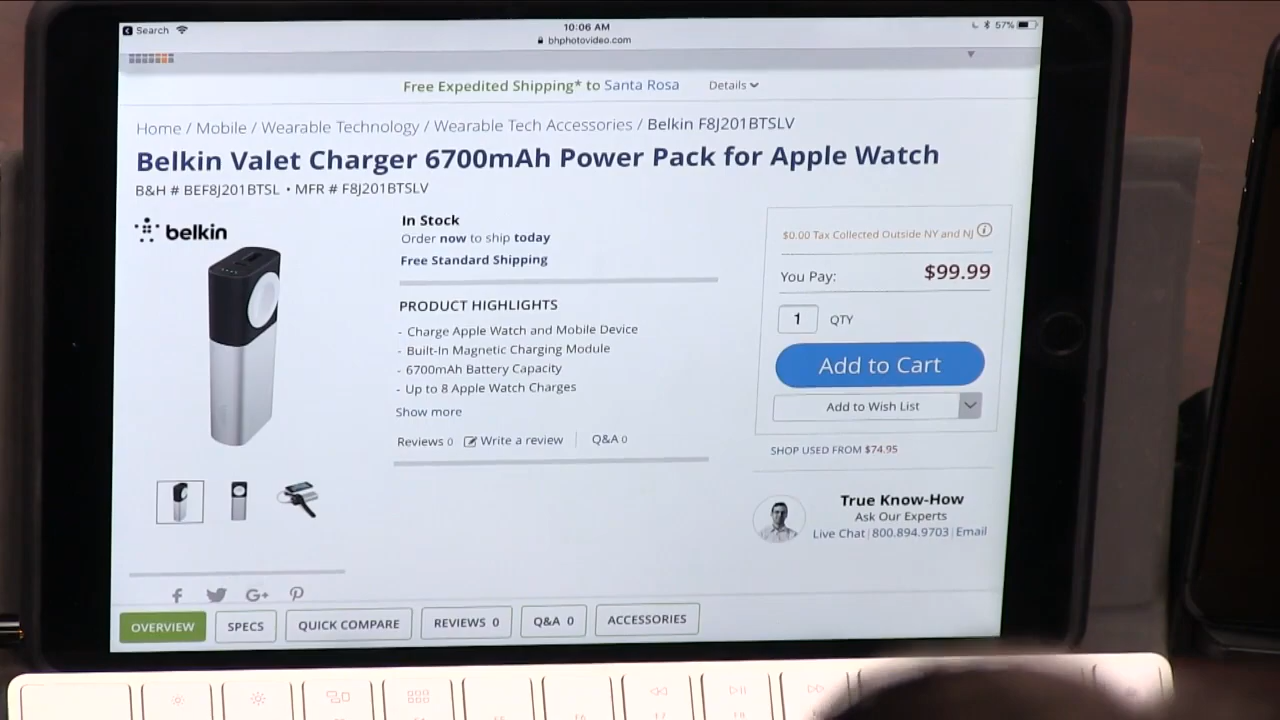 Search
10:06 AM
57%
bhphotovideo.com
Free Expedited Shipping* to Santa Rosa Details
Home / Mobile / Wearable Technology / Wearable Tech Accessories / Belkin F8J201BTSLV
Belkin Valet Charger 6700mAh Power Pack for Apple Watch
B&H # BEF8J201BTSL • MFR # F8J201BTSLV
belkin
In Stock
Order now to ship today
Free Standard Shipping
PRODUCT HIGHLIGHTS
- Charge Apple Watch and Mobile Device
- Built-In Magnetic Charging Module
- 6700mAh Battery Capacity
- Up to 8 Apple Watch Charges
Show more
Reviews 0 Write a review Q&A 0
$0.00 Tax Collected Outside NY and NJ
You Pay: $99.99
1 QTY
Add to Cart
Add to Wish List
SHOP USED FROM $74.95
True Know-How
Ask Our Experts
Live Chat | 800.894.9703 | Email
OVERVIEW SPECS QUICK COMPARE REVIEWS 0 Q&A 0 ACCESSORIES